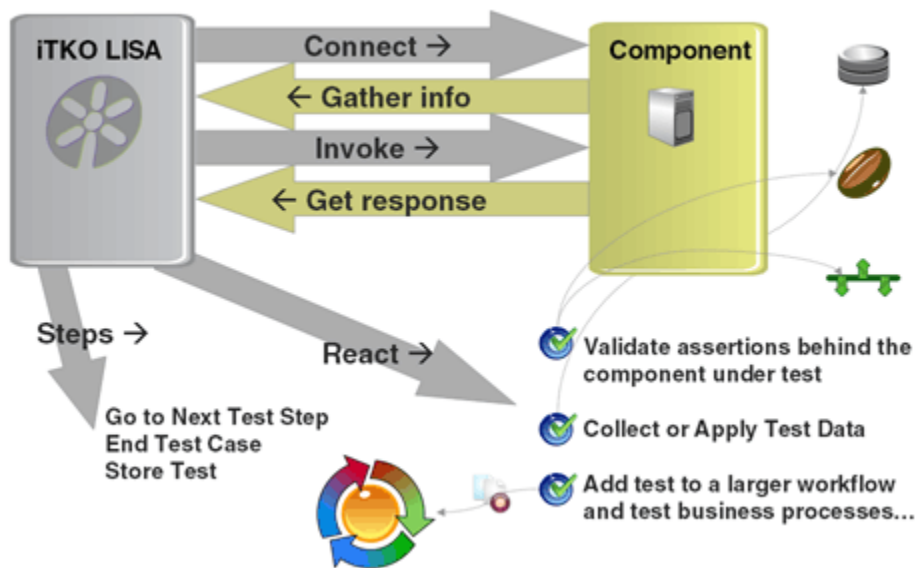 iTKO LISA
Connect →
Component
← Gather info
Invoke →
← Get response
Steps →
React →
Go to Next Test Step
End Test Case
Store Test
Validate assertions behind the
component under test
Collect or Apply Test Data
Add test to a larger workflow
and test business processes...